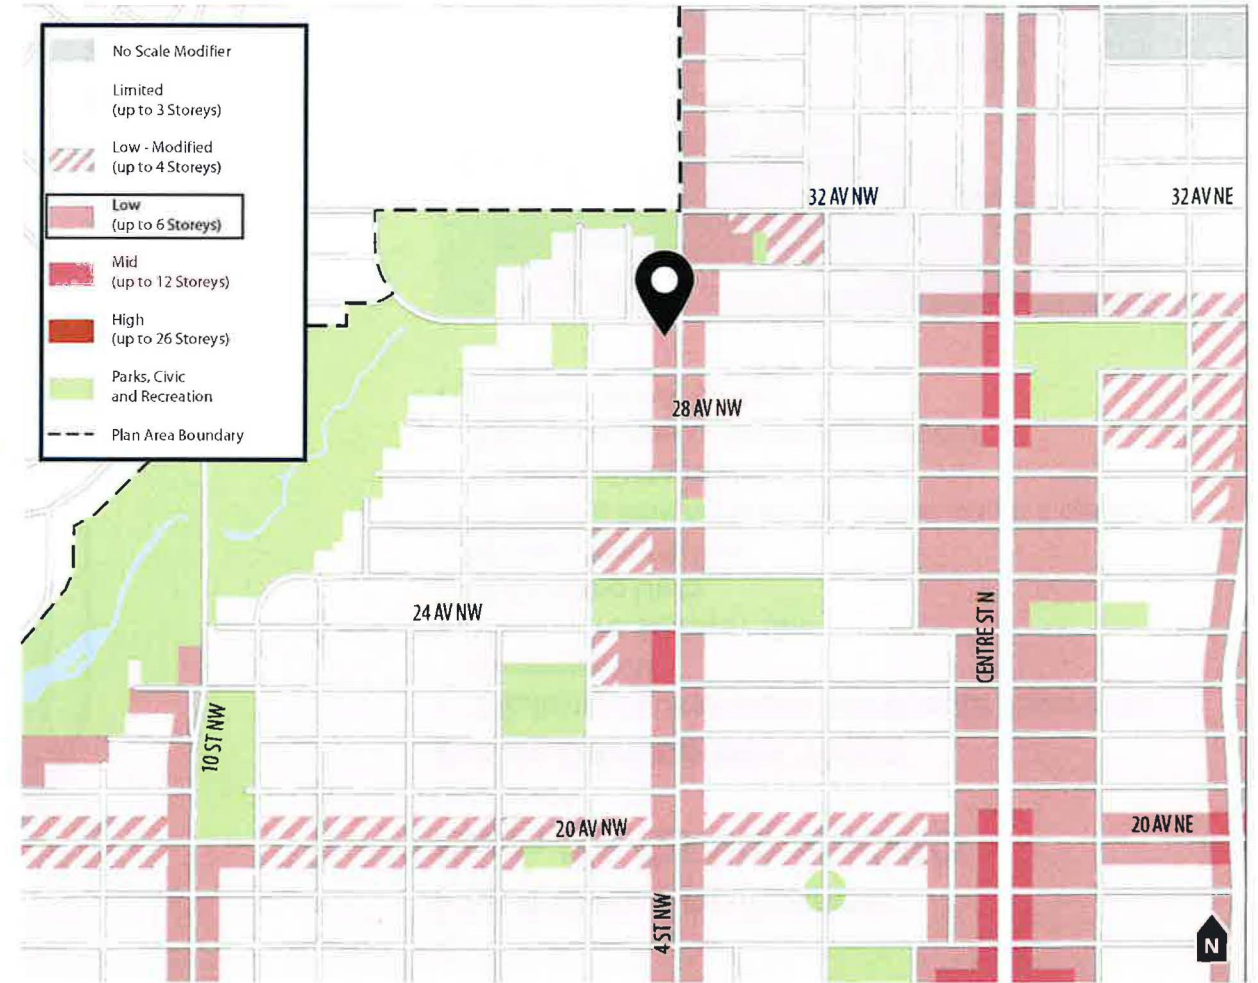 No Scale Modifier
Limited
(up to 3 Storeys)
Low - Modified
(up to 4 Storeys)
Low
(up to 6 Storeys)
Mid
(up to 12 Storeys)
High
(up to 26 Storeys)
Parks, Civic
and Recreation
Plan Area Boundary
32 AV NW
32 AV NE
28 AV NW
24 AV NW
CENTRE ST N
10 ST NW
20 AV NW
20 AV NE
4 ST NW
N